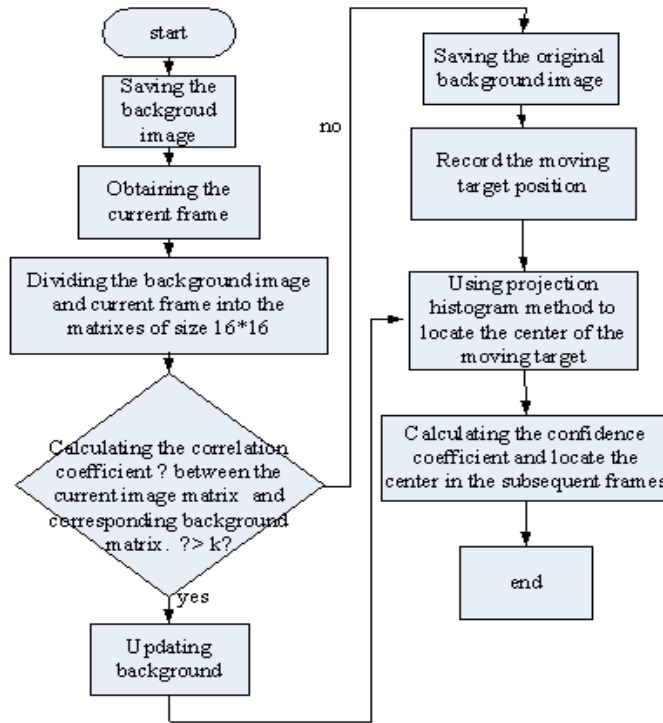 start
Saving the
backgroud
image
Obtaining the
current frame
Dividing the background image
and current frame into the
matrixes of size 16*16
Calculating the correlation
coefficient ? between the
current image matrix and
corresponding background
matrix. ?> k?
yes
Updating
background
no
Saving the original
background image
Record the moving
target position
Using projection
histogram method to
locate the center of the
moving target
Calculating the confidence
coefficient and locate the
center in the subsequent frames
end